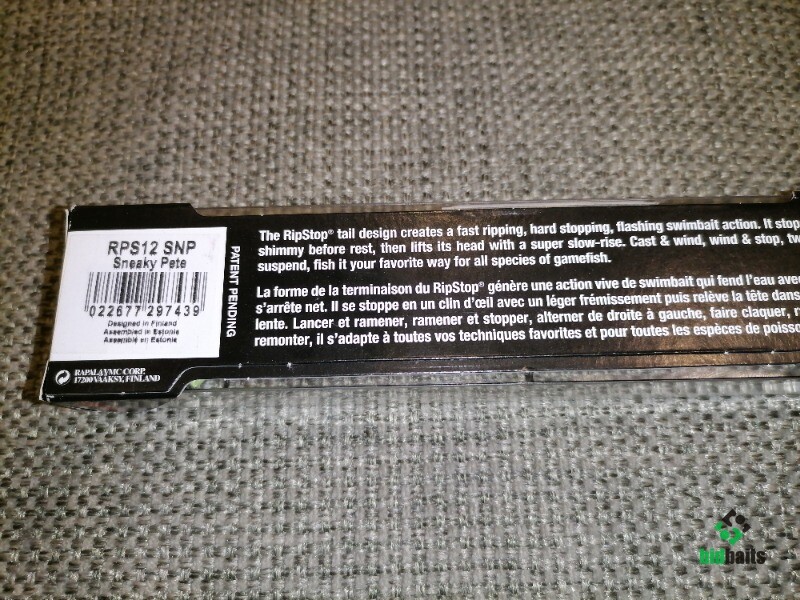 RPS12 SNP
Sneaky Pete
022677 297439
Designed in Finland
Assembled in Estonia
Assemblé en Estonie
RAPALA VMC CORP.
17200 VÄÄKSY, FINLAND
PATENT PENDING
The RipStop® tail design creates a fast ripping, hard stopping, flashing swimbait action. It stop
shimmy before rest, then lifts its head with a super slow-rise. Cast & wind, wind & stop, tw
suspend, fish it your favorite way for all species of gamefish.
La forme de la terminaison du RipStop® génère une action vive de swimbait qui fend l'eau ave
s'arrête net. Il se stoppe en un clin d'œil avec un léger frémissement puis relève la tête dans
lente. Lancer et ramener, ramener et stopper, alterner de droite à gauche, faire claquer, r
remonter, il s'adapte à toutes vos techniques favorites et pour toutes les espèces de poisso
bidbaits